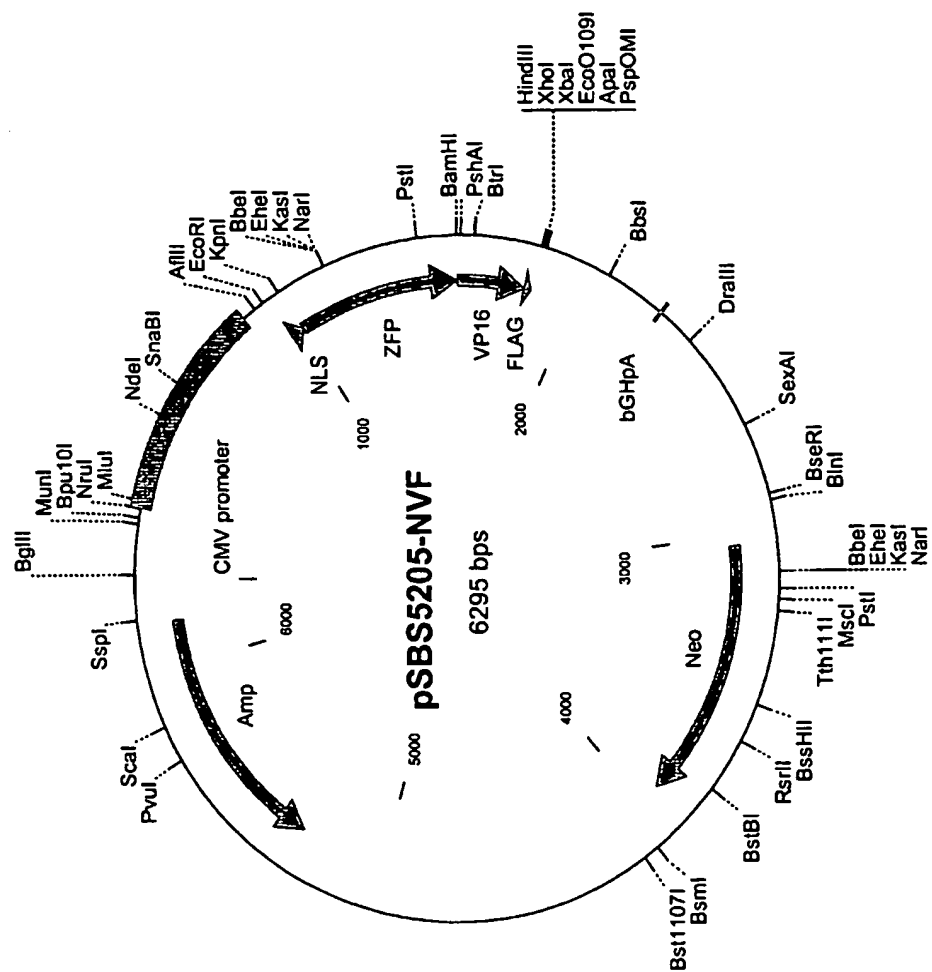 BglII
MunI
Bpu10I
NruI
MluI
NdeI
SnaBI
AflII
EcoRI
KpnI
BbeI
EheI
KasI
NarI
PstI
BamHI
PshAI
BtrI
HindIII
XhoI
XbaI
EcoO109I
ApaI
PspOMI
BbsI
DraIII
SexAI
BseRI
BlnI
BbeI
EheI
KasI
NarI
PstI
MscI
Tth111I
BssHII
RsrII
BstBI
BsmI
Bst1107I
PvuI
ScaI
SspI
CMV promoter
NLS
ZFP
VP16
FLAG
bGHpA
Neo
Amp
1000
2000
3000
4000
5000
6000
pSBS5205-NVF
6295 bps